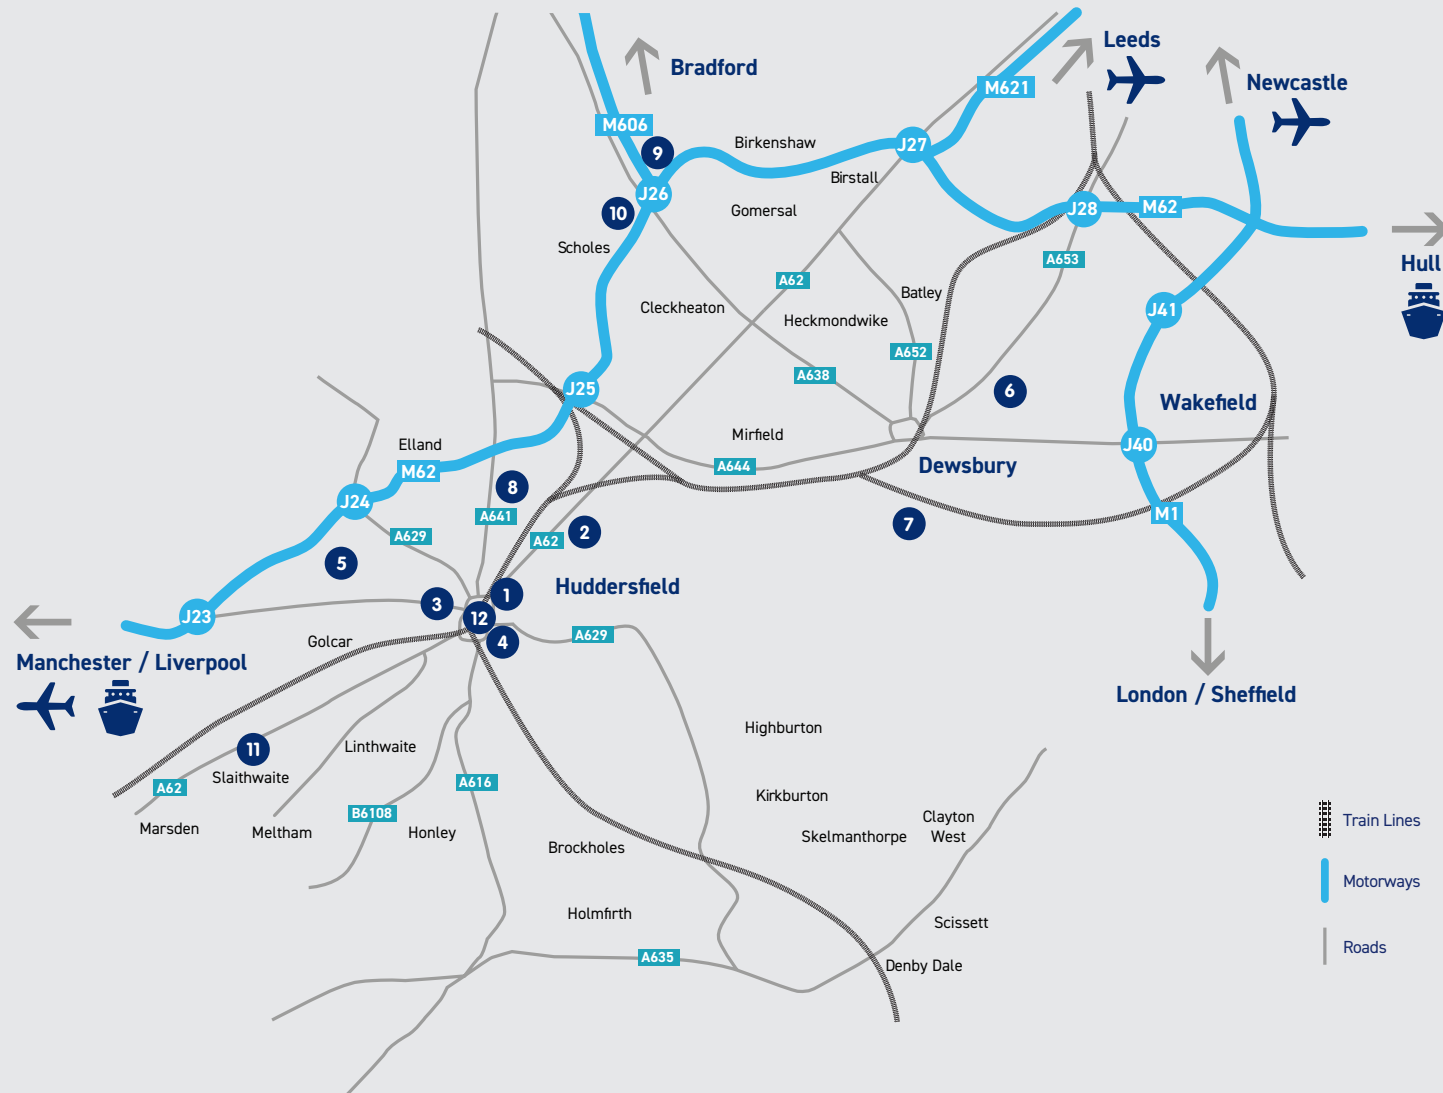 Leeds
Bradford
Newcastle
M621
M606
Birkenshaw
J27
9
Birstall
J26
10
Gomersal
J28
M62
Scholes
A653
Hull
A62
Batley
Cleckheaton
Heckmondwike
J41
A652
A638
J25
6
Wakefield
Elland
Mirfield
J40
M62
A644
Dewsbury
8
J24
A641
M1
7
A629
A62
2
5
Huddersfield
1
3
J23
12
Golcar
4
A629
Manchester / Liverpool
London / Sheffield
Highburton
11
Linthwaite
Slaithwaite
A62
A616
Kirkburton
B6108
Marsden
Meltham
Honley
Clayton
West
Skelmanthorpe
Train Lines
Brockholes
Motorways
Holmfirth
Scissett
Roads
A635
Denby Dale